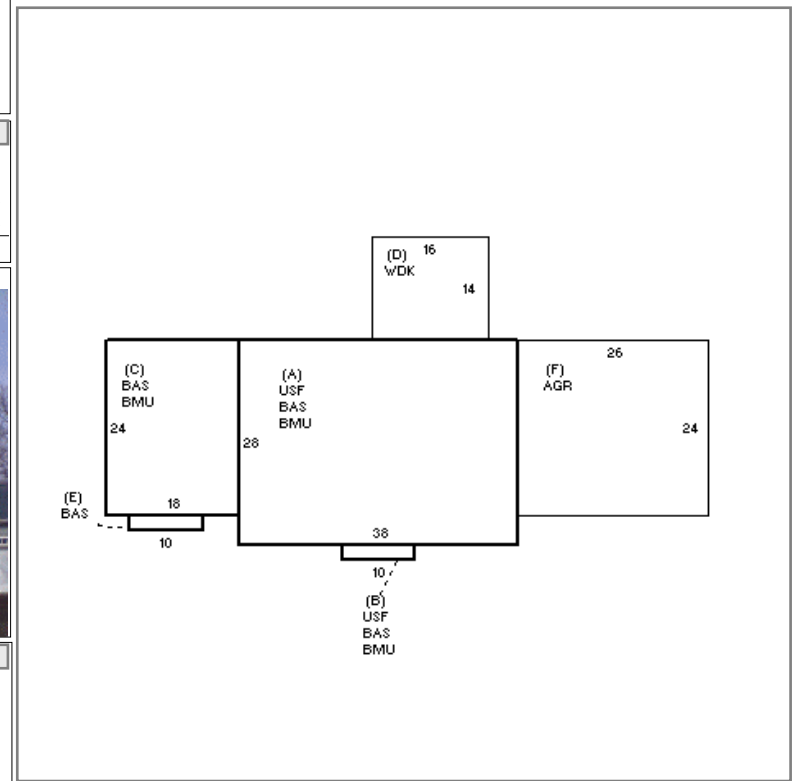 16
(D)
WDK
14
26
(C)
BAS
BMU
(A)
USF
BAS
BMU
(F)
AGR
24
28
24
(E)
BAS
18
10
38
10
(B)
USF
BAS
BMU